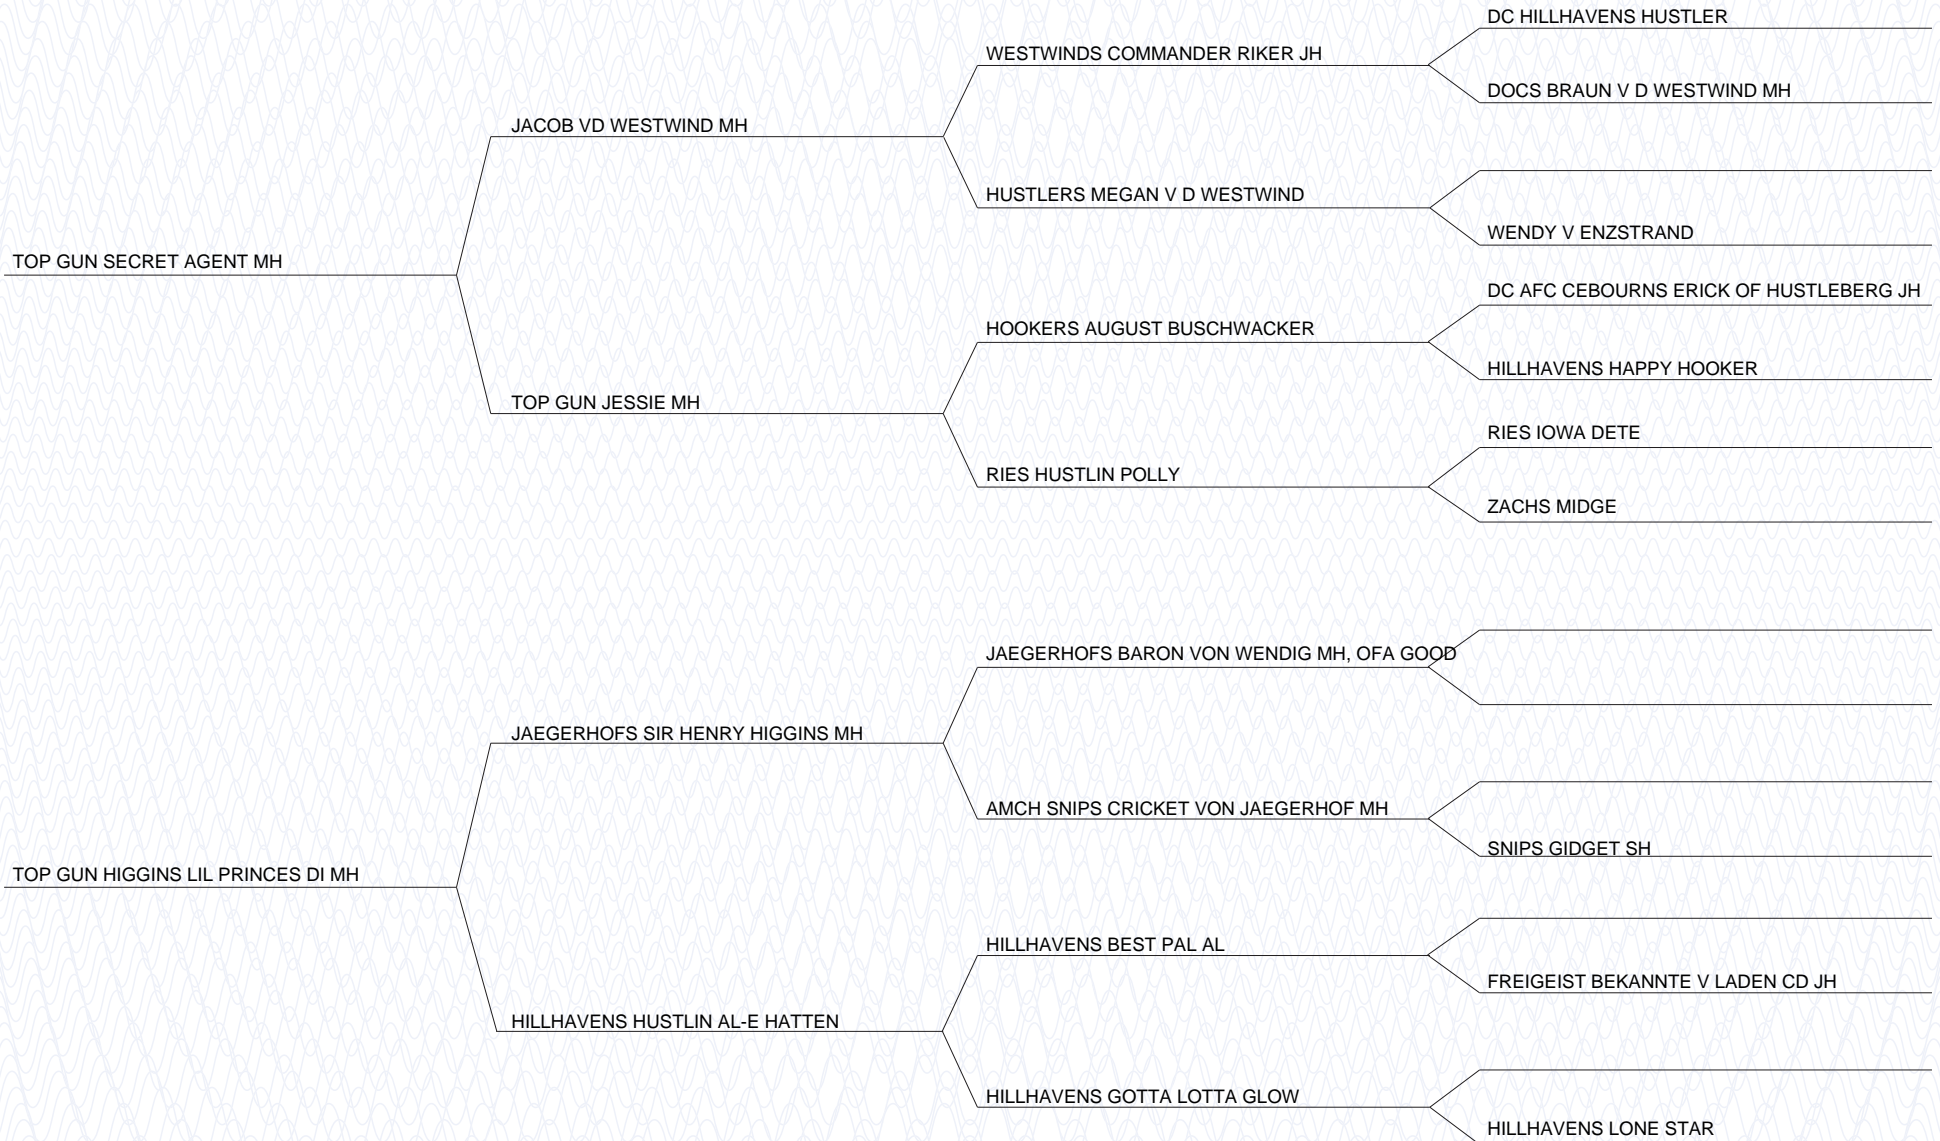 DC HILLHAVENS HUSTLER
WESTWINDS COMMANDER RIKER JH
DOCS BRAUN V D WESTWIND MH
JACOB VD WESTWIND MH
HUSTLERS MEGAN V D WESTWIND
WENDY V ENZSTRAND
TOP GUN SECRET AGENT MH
DC AFC CEBOURNS ERICK OF HUSTLEBERG JH
HOOKERS AUGUST BUSCHWACKER
HILLHAVENS HAPPY HOOKER
TOP GUN JESSIE MH
RIES IOWA DETE
RIES HUSTLIN POLLY
ZACHS MIDGE
JAEGERHOFS BARON VON WENDIG MH, OFA GOOD
JAEGERHOFS SIR HENRY HIGGINS MH
AMCH SNIPS CRICKET VON JAEGERHOF MH
SNIPS GIDGET SH
TOP GUN HIGGINS LIL PRINCES DI MH
HILLHAVENS BEST PAL AL
FREIGEIST BEKANNTE V LADEN CD JH
HILLHAVENS HUSTLIN AL-E HATTEN
HILLHAVENS GOTTA LOTTA GLOW
HILLHAVENS LONE STAR